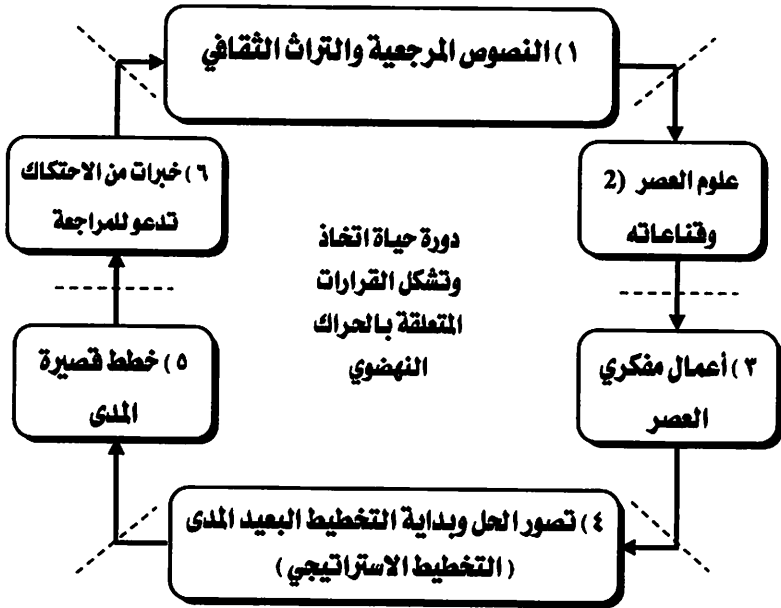 ١) النصوص المرجعية والتراث الثقافي
2) علوم العصر
وقناعاته
٣) أعمال مفكري
العصر
٤) تصور الحل وبداية التخطيط البعيد المدى
(التخطيط الاستراتيجي)
٥) خطط قصيرة
المدى
٦) خبرات من الاحتكاك
تدعو للمراجعة
دورة حياة اتخاذ
وتشكل القرارات
المتعلقة بالحراك
النهضوي